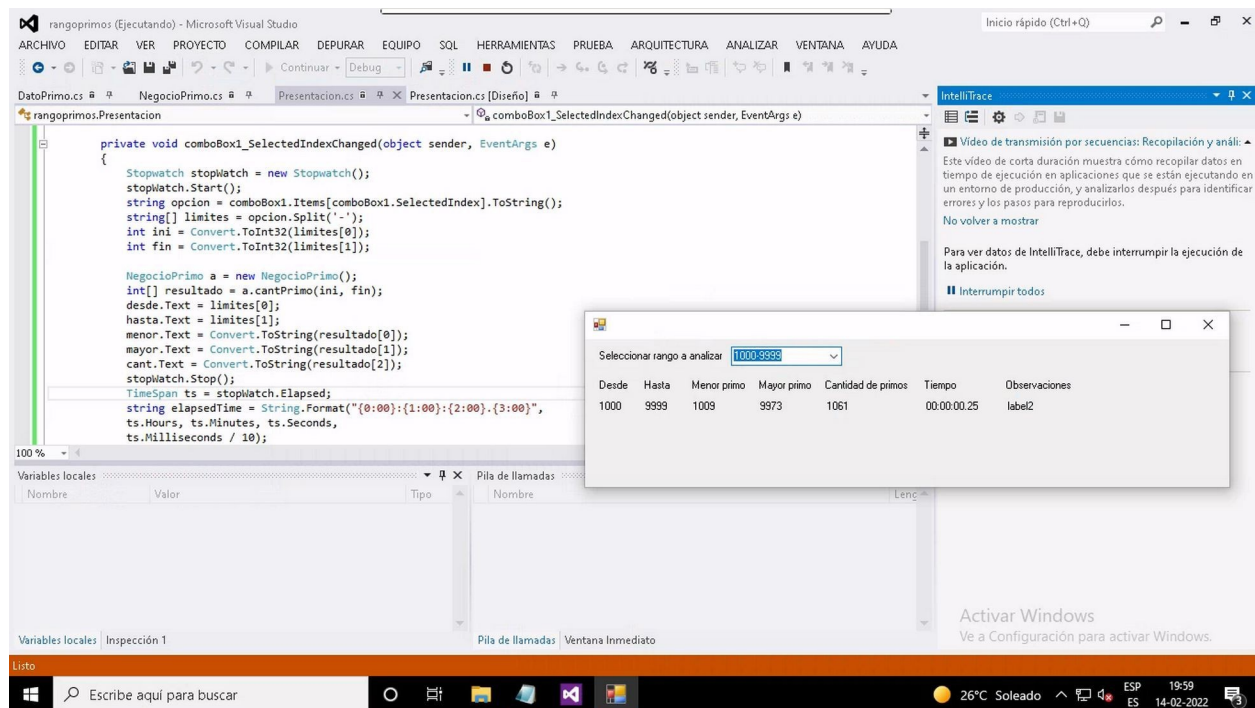 rangoprimos (Ejecutando) - Microsoft Visual Studio
Inicio rápido (Ctrl+Q)
ARCHIVO EDITAR VER PROYECTO COMPILAR DEPURAR EQUIPO SQL HERRAMIENTAS PRUEBA ARQUITECTURA ANALIZAR VENTANA AYUDA
Continuar Debug
DatoPrimo.cs NegocioPrimo.cs Presentacion.cs Presentacion.cs [Diseño]
rangoprimos.Presentacion
comboBox1_SelectedIndexChanged(object sender, EventArgs e)
private void comboBox1_SelectedIndexChanged(object sender, EventArgs e)
{
Stopwatch stopWatch = new Stopwatch();
stopWatch.Start();
string opcion = comboBox1.Items[comboBox1.SelectedIndex].ToString();
string[] limites = opcion.Split('-');
int ini = Convert.ToInt32(limites[0]);
int fin = Convert.ToInt32(limites[1]);
NegocioPrimo a = new NegocioPrimo();
int[] resultado = a.cantPrimo(ini, fin);
desde.Text = limites[0];
hasta.Text = limites[1];
menor.Text = Convert.ToString(resultado[0]);
mayor.Text = Convert.ToString(resultado[1]);
cant.Text = Convert.ToString(resultado[2]);
stopWatch.Stop();
TimeSpan ts = stopWatch.Elapsed;
string elapsedTime = String.Format("{0:00}:{1:00}:{2:00}.{3:00}",
ts.Hours, ts.Minutes, ts.Seconds,
ts.Milliseconds / 10);
100 %
IntelliTrace
Vídeo de transmisión por secuencias: Recopilación y análi:
Este vídeo de corta duración muestra cómo recopilar datos en
tiempo de ejecución en aplicaciones que se están ejecutando en
un entorno de producción, y analizarlos después para identificar
errores y los pasos para reproducirlos.
No volver a mostrar
Para ver datos de IntelliTrace, debe interrumpir la ejecución de
la aplicación.
Interrumpir todos
Seleccionar rango a analizar 1000-9999
Desde Hasta Menor primo Mayor primo Cantidad de primos Tiempo Observaciones
1000 9999 1009 9973 1061 00:00:00.25 label2
Variables locales
Nombre Valor Tipo
Pila de llamadas
Nombre Leng
Variables locales Inspección 1
Pila de llamadas Ventana Inmediato
Activar Windows
Ve a Configuración para activar Windows.
Listo
Escribe aquí para buscar
26°C Soleado
ESP
ES
19:59
14-02-2022
3